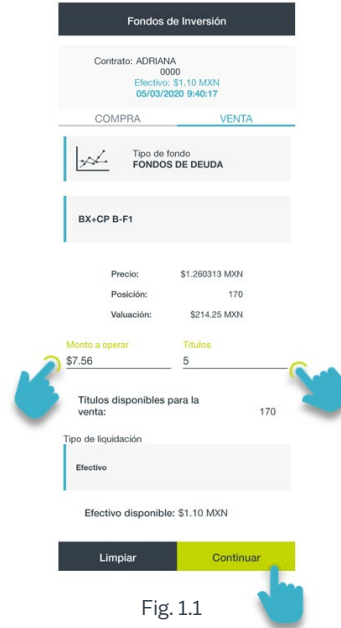 Fondos de Inversión
Contrato: ADRIANA
0000
Efectivo: $1.10 MXN
05/03/2020 9:40:17
COMPRA VENTA
Tipo de fondo
FONDOS DE DEUDA
BX+CP B-F1
Precio: $1.260313 MXN
Posición: 170
Valuación: $214.25 MXN
Monto a operar Títulos
$7.56 5
Títulos disponibles para la
venta: 170
Tipo de liquidación
Efectivo
Efectivo disponible: $1.10 MXN
Limpiar Continuar
Fig. 1.1